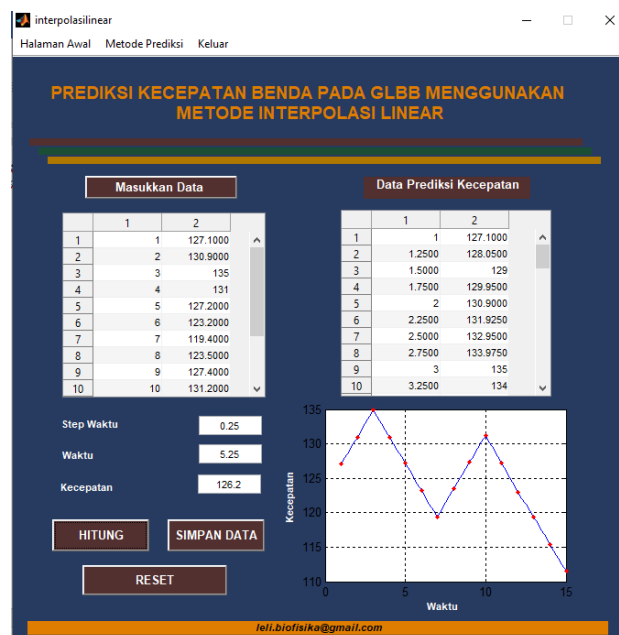 interpolasilinear
Halaman Awal Metode Prediksi Keluar
PREDIKSI KECEPATAN BENDA PADA GLBB MENGGUNAKAN
METODE INTERPOLASI LINEAR
Masukkan Data
1 2
1 1 127.1000
2 2 130.9000
3 3 135
4 4 131
5 5 127.2000
6 6 123.2000
7 7 119.4000
8 8 123.5000
9 9 127.4000
10 10 131.2000
Data Prediksi Kecepatan
1 2
1 1 127.1000
2 1.2500 128.0500
3 1.5000 129
4 1.7500 129.9500
5 2 130.9000
6 2.2500 131.9250
7 2.5000 132.9500
8 2.7500 133.9750
9 3 135
10 3.2500 134
Step Waktu 0.25
Waktu 5.25
Kecepatan 126.2
HITUNG SIMPAN DATA
RESET
135
130
125
120
115
110
Kecepatan
0 5 10 15
Waktu
leli.biofisika@gmail.com